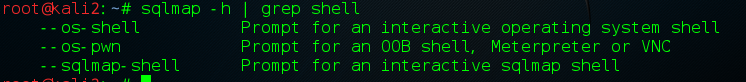 root@kali2:~# sqlmap -h | grep shell
--os-shell Prompt for an interactive operating system shell
--os-pwn Prompt for an OOB shell, Meterpreter or VNC
--sqlmap-shell Prompt for an interactive sqlmap shell
root@kali2:~#